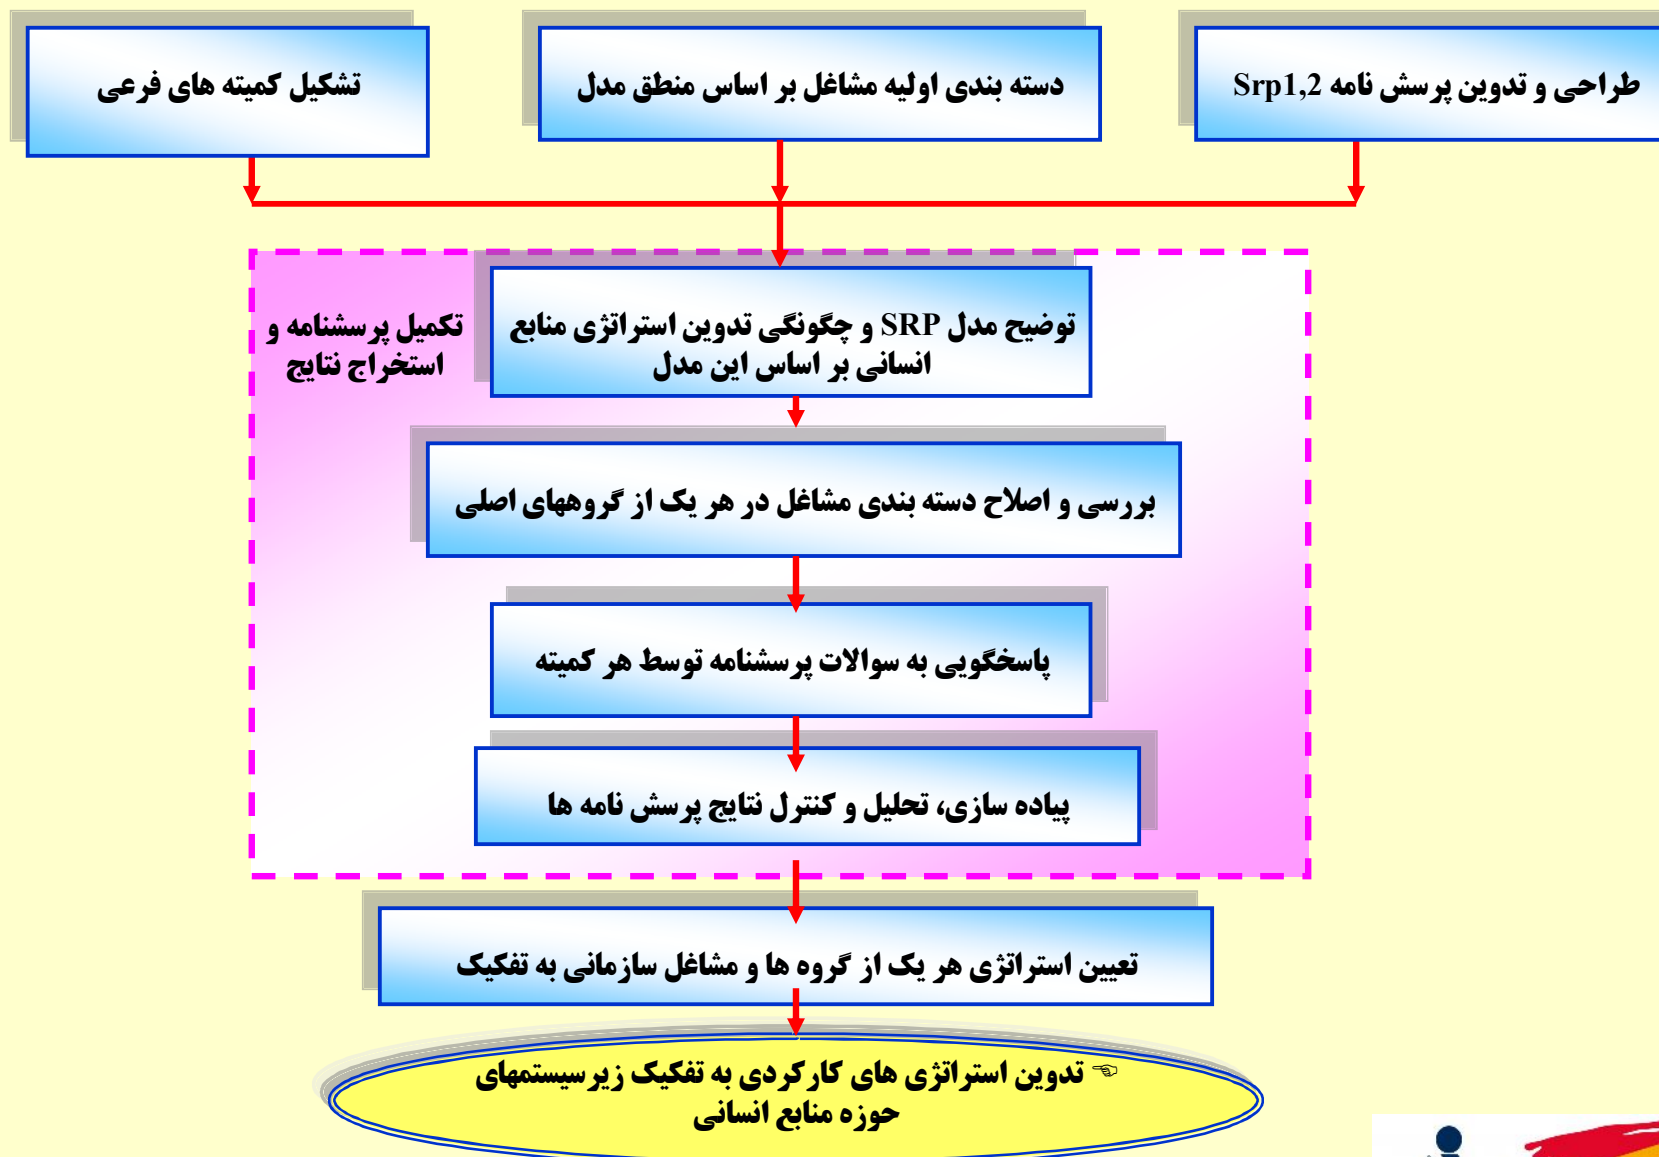 طراحی و تدوین پرسش نامه Srp1,2
دسته بندی اولیه مشاغل بر اساس منطق مدل
تشکیل کمیته های فرعی
توضیح مدل SRP و چگونگی تدوین استراتژی منابع
انسانی بر اساس این مدل
تکمیل پرسشنامه و
استخراج نتایج
بررسی و اصلاح دسته بندی مشاغل در هر یک از گروههای اصلی
پاسخگویی به سوالات پرسشنامه توسط هر کمیته
پیاده سازی، تحلیل و کنترل نتایج پرسش نامه ها
تعیین استراتژی هر یک از گروه ها و مشاغل سازمانی به تفکیک
تدوین استراتژی های کارکردی به تفکیک زیرسیستمهای
حوزه منابع انسانی